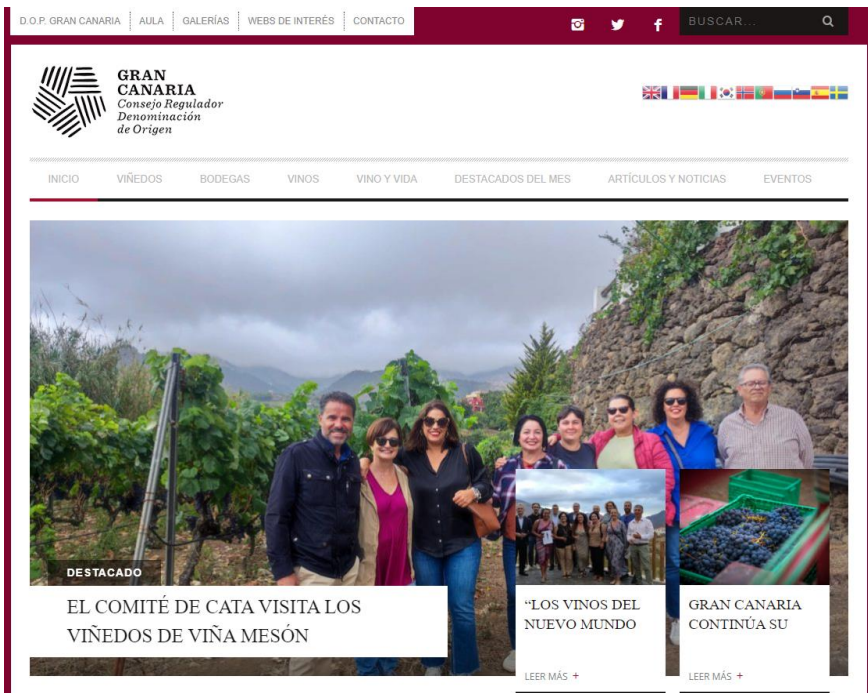 D.O.P. GRAN CANARIA AULA GALERÍAS WEBS DE INTERÉS CONTACTO
BUSCAR...
GRAN
CANARIA
Consejo Regulador
Denominación
de Origen
INICIO VIÑEDOS BODEGAS VINOS VINO Y VIDA DESTACADOS DEL MES ARTÍCULOS Y NOTICIAS EVENTOS
DESTACADO
EL COMITÉ DE CATA VISITA LOS
VIÑEDOS DE VIÑA MESÓN
“LOS VINOS DEL
NUEVO MUNDO
LEER MÁS +
GRAN CANARIA
CONTINÚA SU
LEER MÁS +